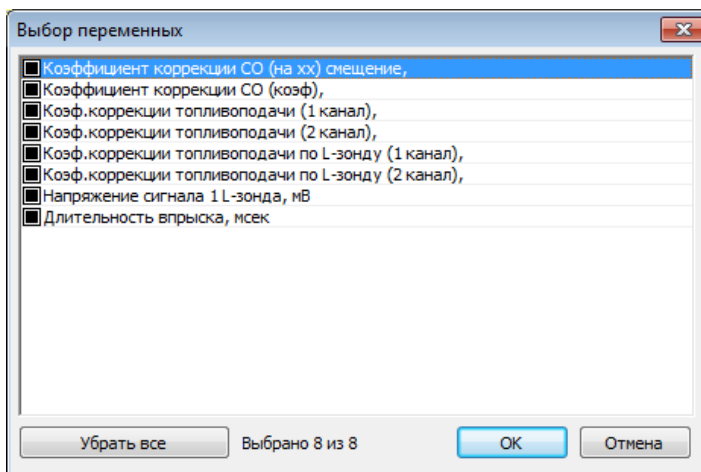 Выбор переменных
Коэффициент коррекции СО (на хх) смещение,
Коэффициент коррекции СО (коэф),
Коэф.коррекции топливоподачи (1 канал),
Коэф.коррекции топливоподачи (2 канал),
Коэф.коррекции топливоподачи по L-зонду (1 канал),
Коэф.коррекции топливоподачи по L-зонду (2 канал),
Напряжение сигнала 1 L-зонда, мВ
Длительность впрыска, мсек
Убрать все Выбрано 8 из 8 ОК Отмена